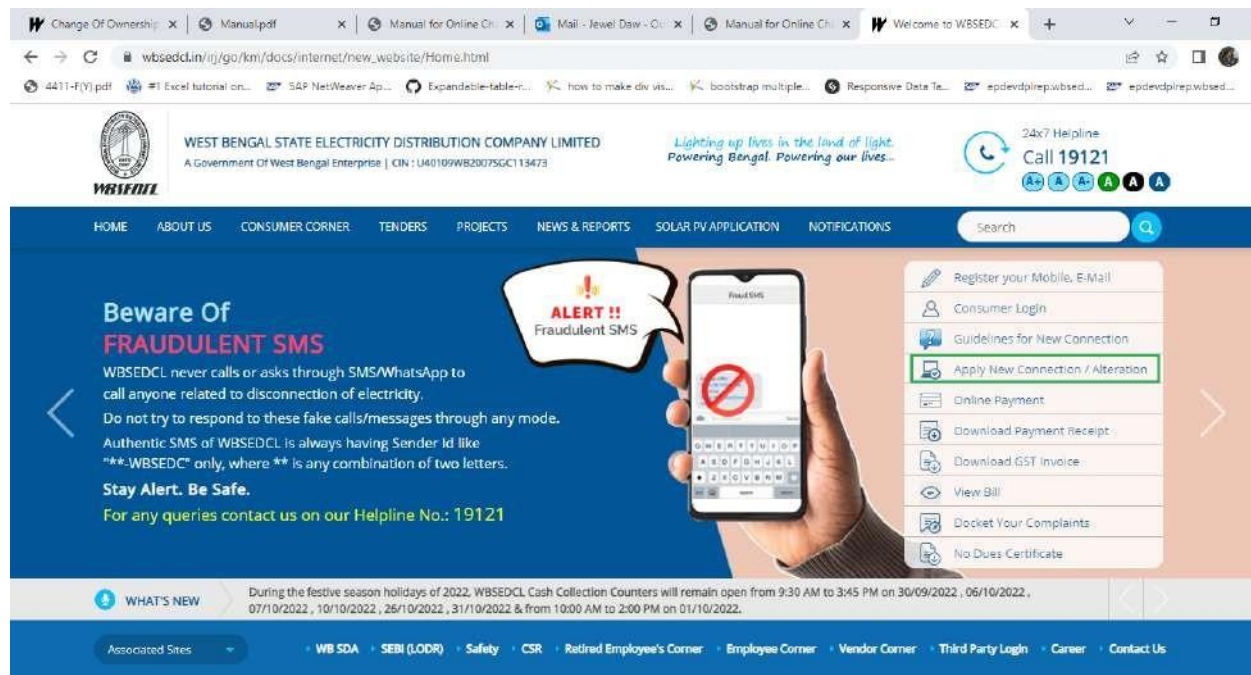 Change Of Ownership
Manual.pdf
Manual for Online Ch
Mail - Jewel Daw - Ou
Manual for Online Ch
Welcome to WBSEDC
wbsedcl.in/irj/go/km/docs/internet/new_website/Home.html
4411-F(Y).pdf
#1 Excel tutorial on...
SAP NetWeaver Ap...
Expandable-table-r...
how to make div vis...
bootstrap multiple...
Responsive Data Ta...
epdevdpirep.wbsed...
epdevdpirep.wbsed...
WBSEDCL
WEST BENGAL STATE ELECTRICITY DISTRIBUTION COMPANY LIMITED
A Government Of West Bengal Enterprise | CIN : U40109WB2007SGC113473
Lighting up lives in the land of light.
Powering Bengal. Powering our lives...
24x7 Helpline
Call 19121
A+ A A- A A A
HOME ABOUT US CONSUMER CORNER TENDERS PROJECTS NEWS & REPORTS SOLAR PV APPLICATION NOTIFICATIONS Search
Beware Of
FRAUDULENT SMS
WBSEDCL never calls or asks through SMS/WhatsApp to
call anyone related to disconnection of electricity.
Do not try to respond to these fake calls/messages through any mode.
Authentic SMS of WBSEDCL is always having Sender Id like
"**-WBSEDC" only, where ** is any combination of two letters.
Stay Alert. Be Safe.
For any queries contact us on our Helpline No.: 19121
ALERT !!
Fraudulent SMS
Fraud SMS
Register your Mobile, E-Mail
Consumer Login
Guidelines for New Connection
Apply New Connection / Alteration
Online Payment
Download Payment Receipt
Download GST Invoice
View Bill
Docket Your Complaints
No Dues Certificate
WHAT'S NEW
During the festive season holidays of 2022, WBSEDCL Cash Collection Counters will remain open from 9:30 AM to 3:45 PM on 30/09/2022 , 06/10/2022 ,
07/10/2022 , 10/10/2022 , 26/10/2022 , 31/10/2022 & from 10:00 AM to 2:00 PM on 01/10/2022.
Associated Sites
WB SDA SEBI (LODR) Safety CSR Retired Employee's Corner Employee Corner Vendor Corner Third Party Login Career Contact Us